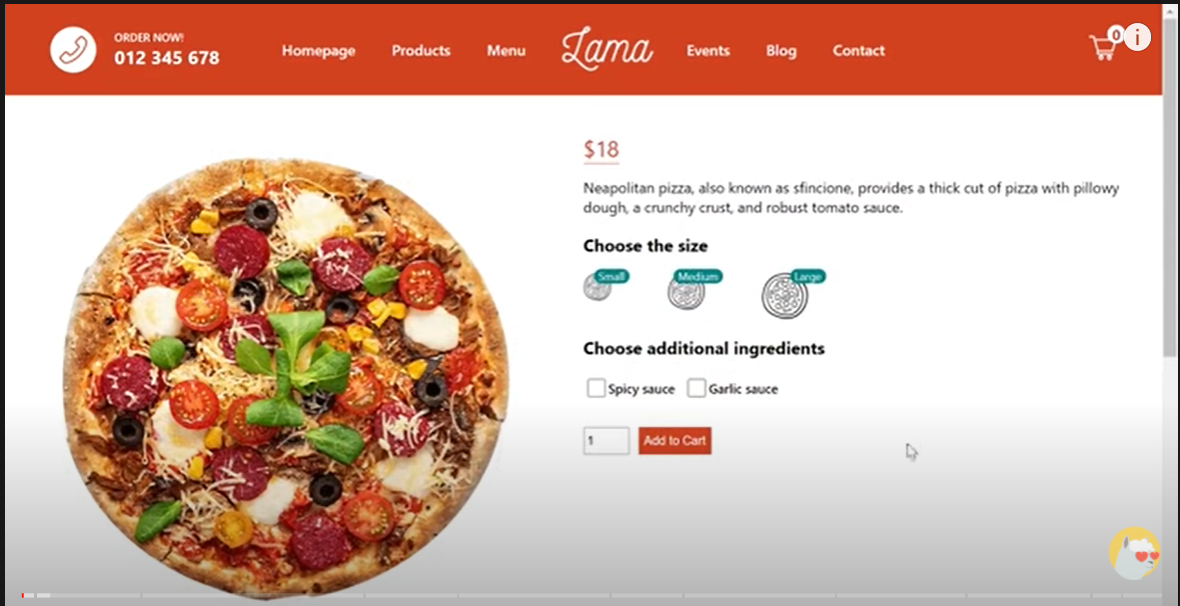 ORDER NOW!
012 345 678
Homepage
Products
Menu
Lama
Events
Blog
Contact
0
i
$18
Neapolitan pizza, also known as sfincione, provides a thick cut of pizza with pillowy
dough, a crunchy crust, and robust tomato sauce.
Choose the size
Small
Medium
Large
Choose additional ingredients
Spicy sauce
Garlic sauce
1
Add to Cart